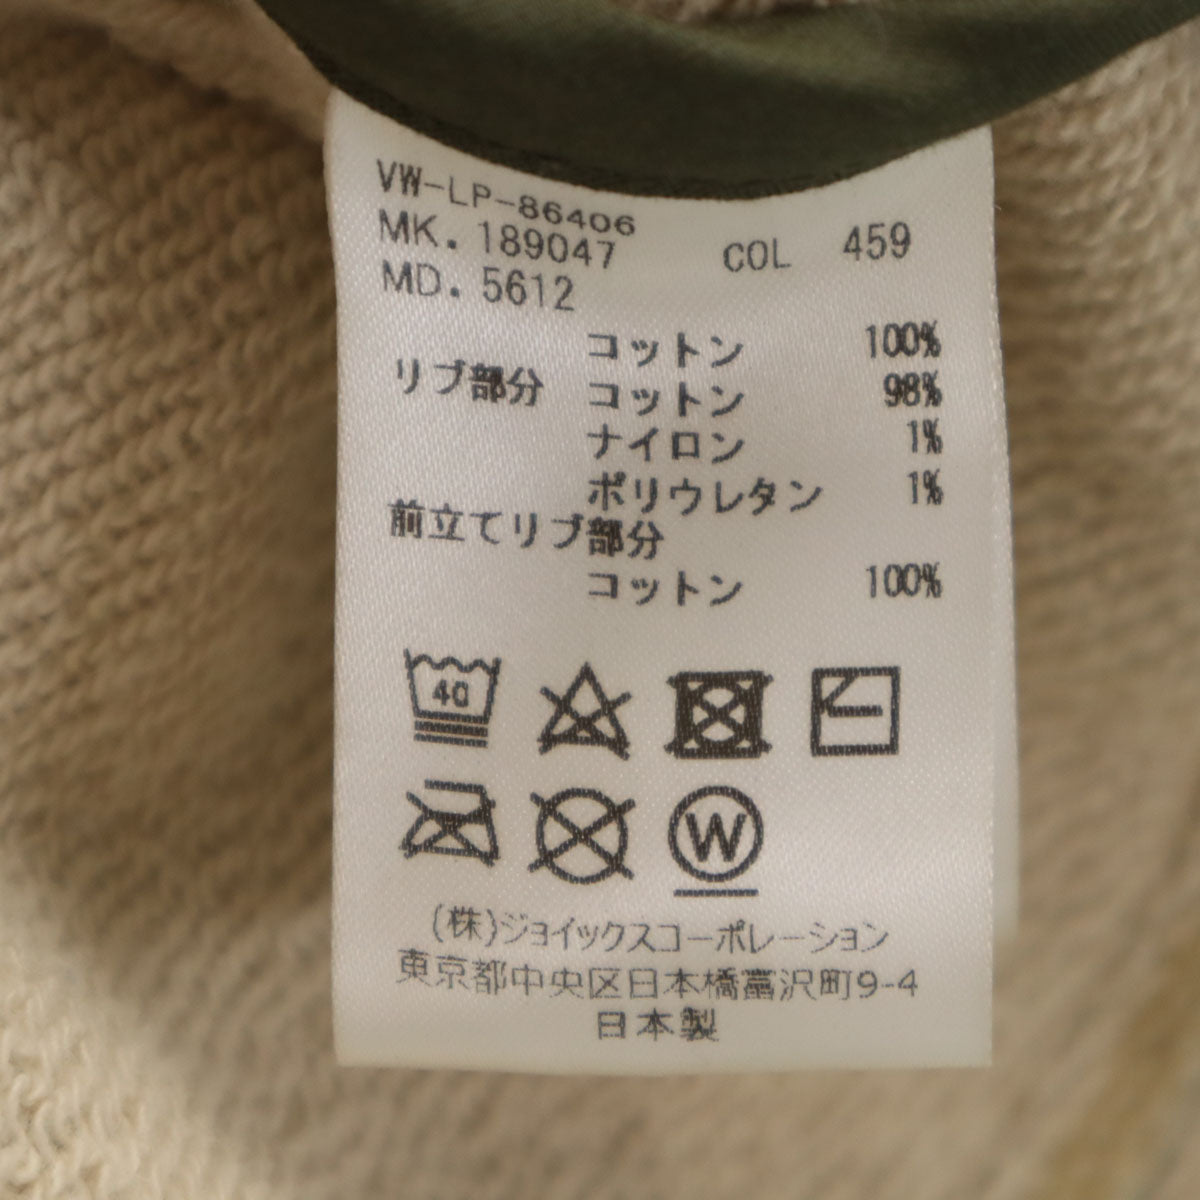 VW-LP-86406
MK. 189047 COL 459
MD. 5612
コットン 100%
リブ部分 コットン 98%
ナイロン 1%
ポリウレタン 1%
前立てリブ部分
コットン 100%
40
W
(株)ジョイックスコーポレーション
東京都中央区日本橋富沢町9-4
日本製